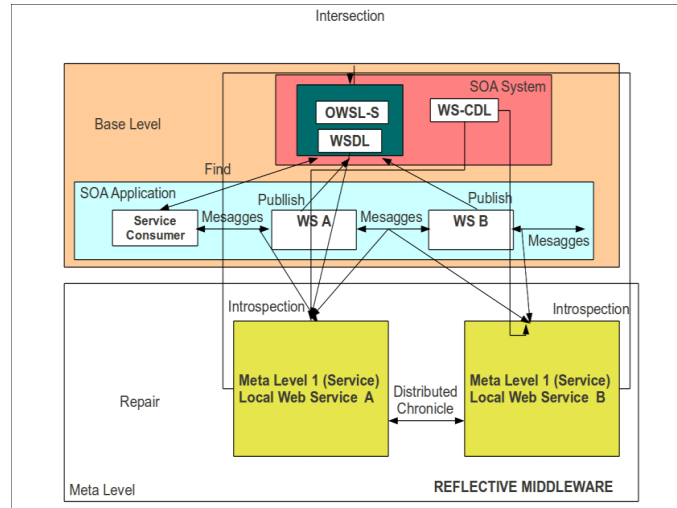 Intersection
SOA System
OWSL-S
WS-CDL
Base Level
WSDL
Find
SOA Application
Publlish
Publish
Service
Consumer
Mesagges
WS A
Mesagges
WS B
Mesagges
Introspection
Introspection
Meta Level 1 (Service)
Local Web Service A
Distributed
Chronicle
Meta Level 1 (Service)
Local Web Service B
Repair
Meta Level
REFLECTIVE MIDDLEWARE